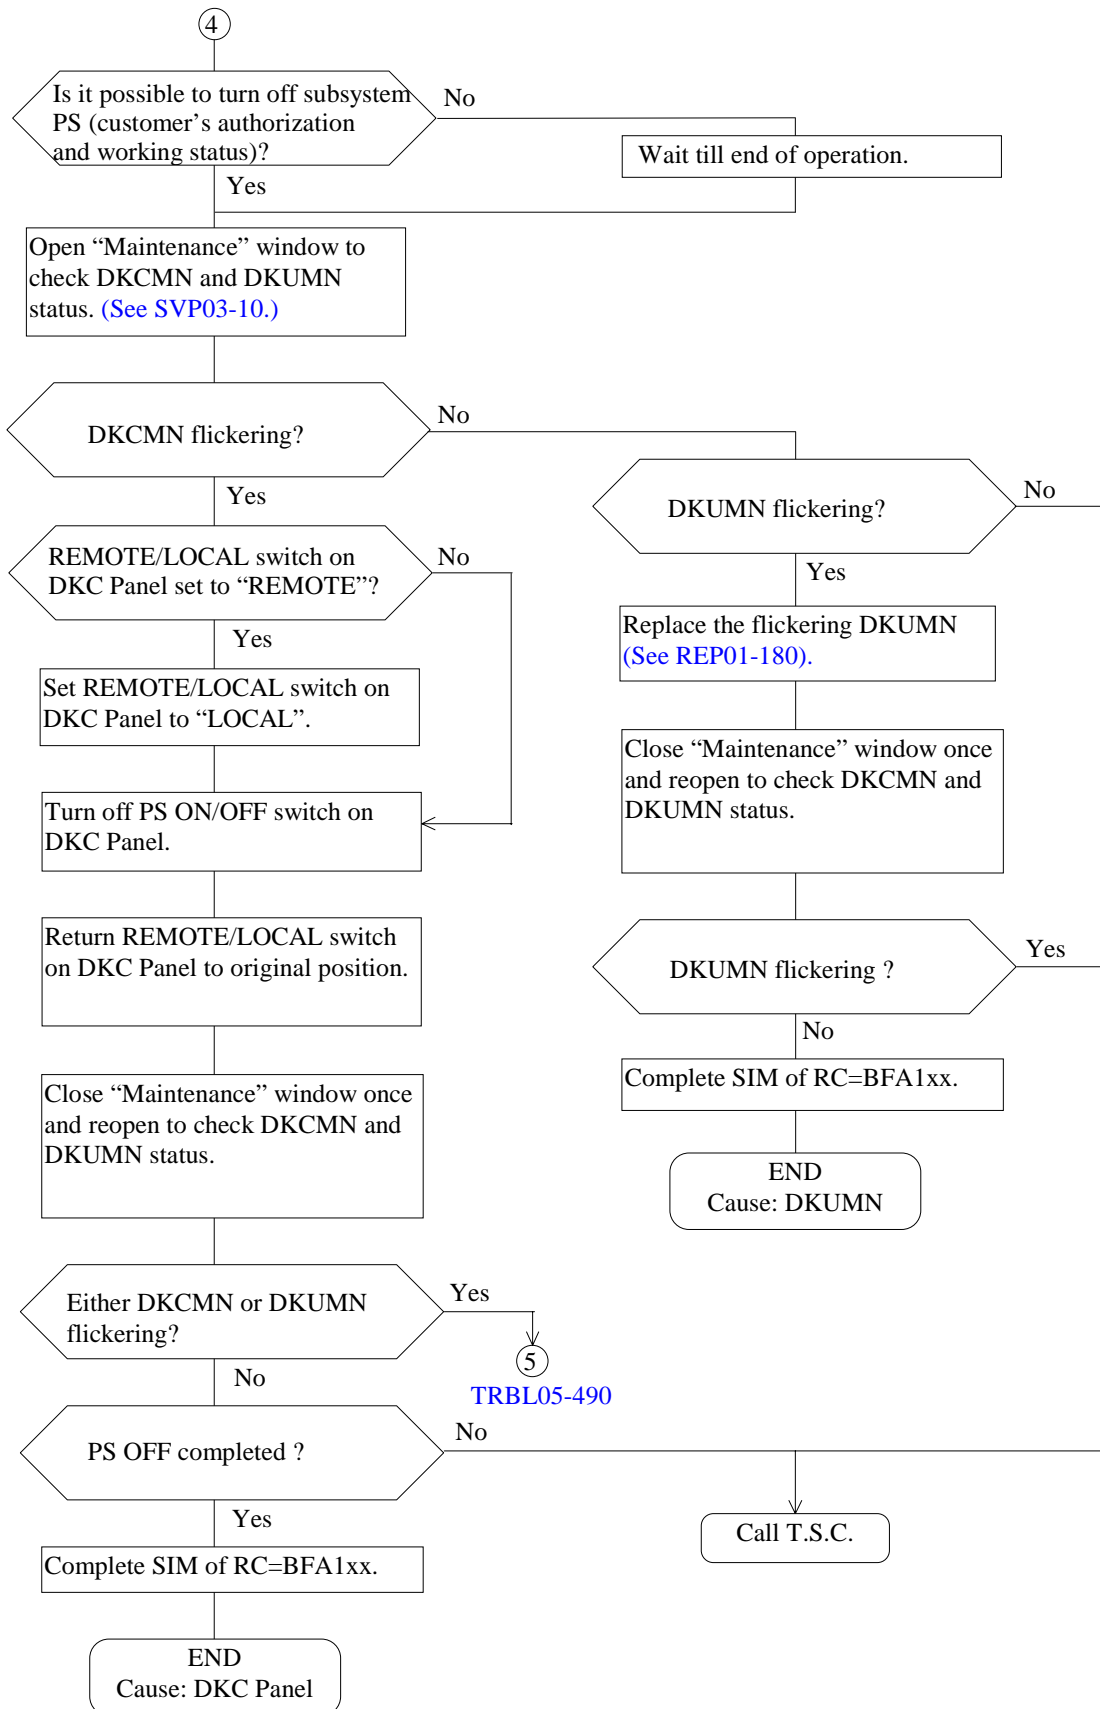 4
Is it possible to turn off subsystem
PS (customer’s authorization
and working status)?
No
Wait till end of operation.
Yes
Open “Maintenance” window to
check DKCMN and DKUMN
status. (See SVP03-10.)
DKCMN flickering?
No
Yes
DKUMN flickering?
No
Yes
REMOTE/LOCAL switch on
DKC Panel set to “REMOTE”?
No
Yes
Replace the flickering DKUMN
(See REP01-180).
Set REMOTE/LOCAL switch on
DKC Panel to “LOCAL”.
Close “Maintenance” window once
and reopen to check DKCMN and
DKUMN status.
Turn off PS ON/OFF switch on
DKC Panel.
Return REMOTE/LOCAL switch
on DKC Panel to original position.
DKUMN flickering ?
Yes
No
Complete SIM of RC=BFA1xx.
END
Cause: DKUMN
Close “Maintenance” window once
and reopen to check DKCMN and
DKUMN status.
Either DKCMN or DKUMN
flickering?
Yes
5
TRBL05-490
No
PS OFF completed ?
No
Call T.S.C.
Yes
Complete SIM of RC=BFA1xx.
END
Cause: DKC Panel